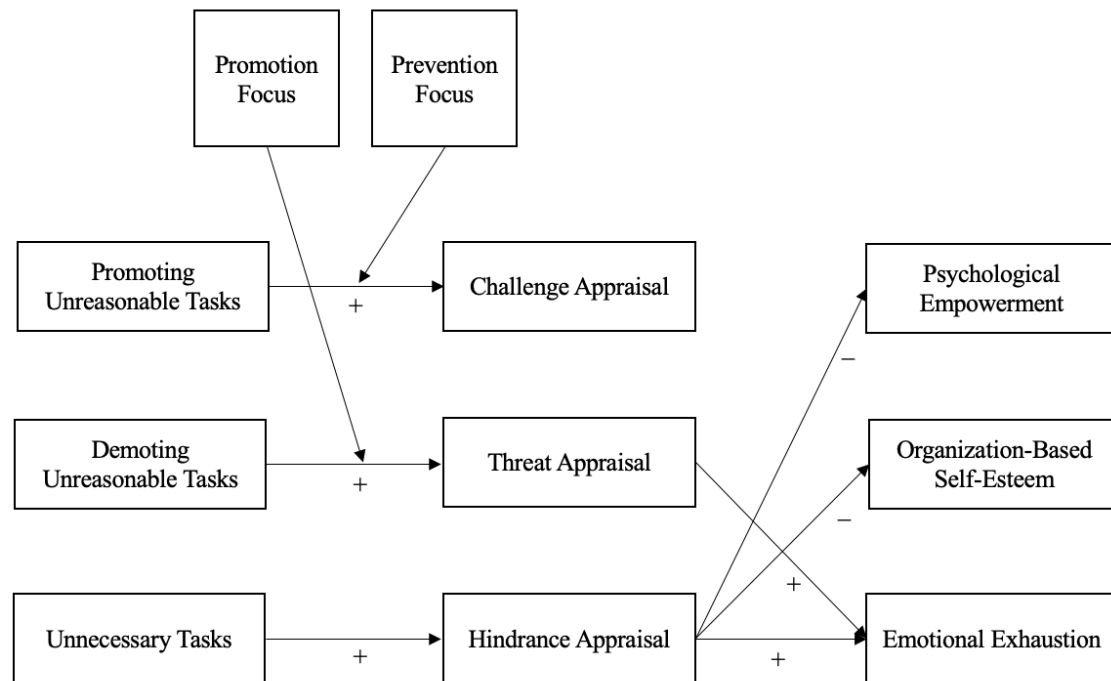 Promotion
Focus
Prevention
Focus
Promoting
Unreasonable Tasks
+
Challenge Appraisal
Psychological
Empowerment
–
Demoting
Unreasonable Tasks
+
Threat Appraisal
Organization-Based
Self-Esteem
–
+
Unnecessary Tasks
+
Hindrance Appraisal
+
Emotional Exhaustion